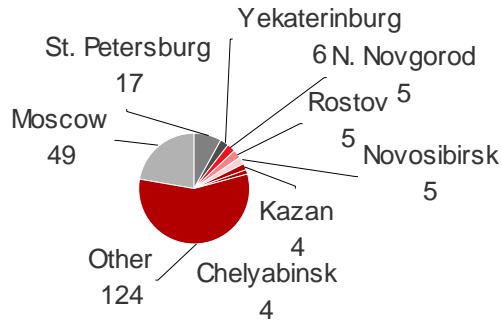 Yekaterinburg
6
St. Petersburg
17
N. Novgorod
5
Moscow
49
Rostov
5
Novosibirsk
5
Kazan
4
Other
124
Chelyabinsk
4